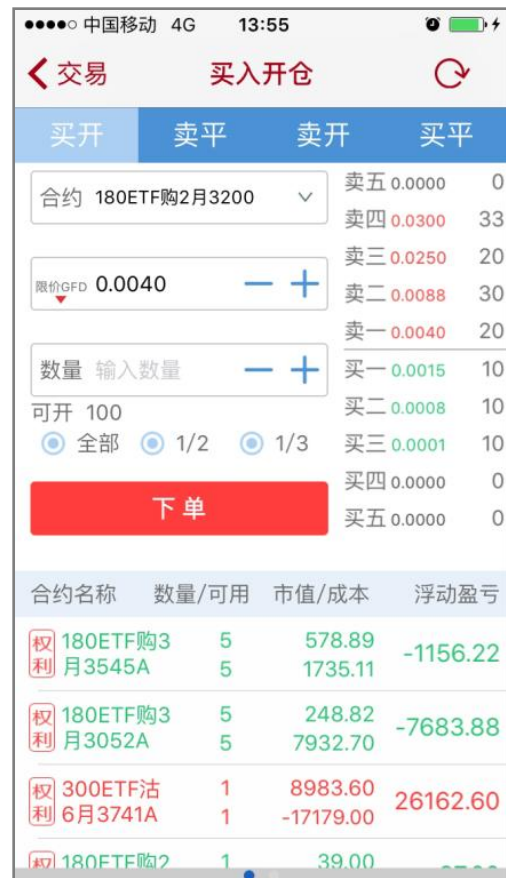 中国移动 4G 13:55
交易 买入开仓
买开 卖平 卖开 买平
合约 180ETF购2月3200
限价GFD 0.0040
数量 输入数量
可开 100
全部 1/2 1/3
下单
卖五 0.0000 0
卖四 0.0300 33
卖三 0.0250 20
卖二 0.0088 30
卖一 0.0040 20
买一 0.0015 10
买二 0.0008 10
买三 0.0001 10
买四 0.0000 0
买五 0.0000 0
合约名称 数量/可用 市值/成本 浮动盈亏
权利 180ETF购3月3545A 5 5 578.89 1735.11 -1156.22
权利 180ETF购3月3052A 5 5 248.82 7932.70 -7683.88
权利 300ETF沽6月3741A 1 1 8983.60 -17179.00 26162.60
权 180ETF购2 1 39.00